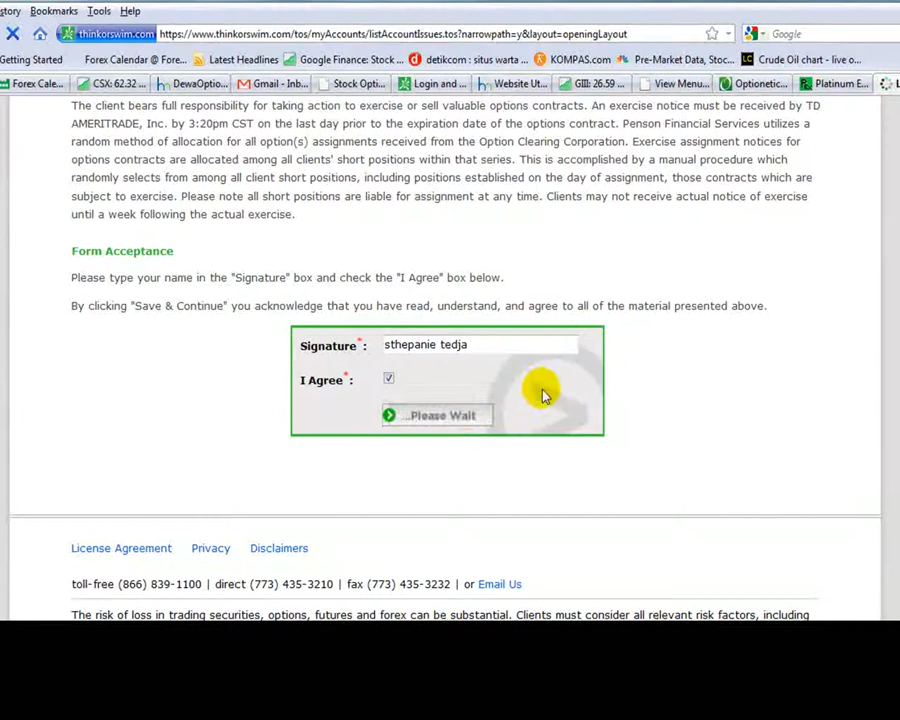 story Bookmarks Tools Help
thinkorswim.com https://www.thinkorswim.com/tos/myAccounts/listAccountIssues.tos?narrowpath=y&layout=openingLayout Google
Getting Started Forex Calendar @ Fore... Latest Headlines Google Finance: Stock ... detikcom : situs warta ... KOMPAS.com Pre-Market Data, Stoc... Crude Oil chart - live o...
Forex Cale... CSX: 62.32 ... DewaOption... Gmail - Inb... Stock Opti... Login and ... Website Ut... GIII: 26.59 ... View Menu... Optionetic... Platinum E...
The client bears full responsibility for taking action to exercise or sell valuable options contracts. An exercise notice must be received by TD
AMERITRADE, Inc. by 3:20pm CST on the last day prior to the expiration date of the options contract. Penson Financial Services utilizes a
random method of allocation for all option(s) assignments received from the Option Clearing Corporation. Exercise assignment notices for
options contracts are allocated among all clients' short positions within that series. This is accomplished by a manual procedure which
randomly selects from among all client short positions, including positions established on the day of assignment, those contracts which are
subject to exercise. Please note all short positions are liable for assignment at any time. Clients may not receive actual notice of exercise
until a week following the actual exercise.
Form Acceptance
Please type your name in the "Signature" box and check the "I Agree" box below.
By clicking "Save & Continue" you acknowledge that you have read, understand, and agree to all of the material presented above.
Signature*: sthepanie tedja
I Agree*:
...Please Wait
License Agreement Privacy Disclaimers
toll-free (866) 839-1100 | direct (773) 435-3210 | fax (773) 435-3232 | or Email Us
The risk of loss in trading securities, options, futures and forex can be substantial. Clients must consider all relevant risk factors, including